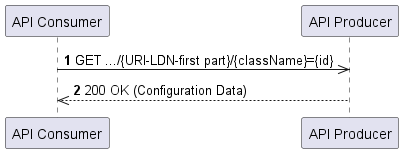 API Consumer API Producer
1 GET .../{URI-LDN-first part}/{className}={id}
2 200 OK (Configuration Data)
API Consumer API Producer